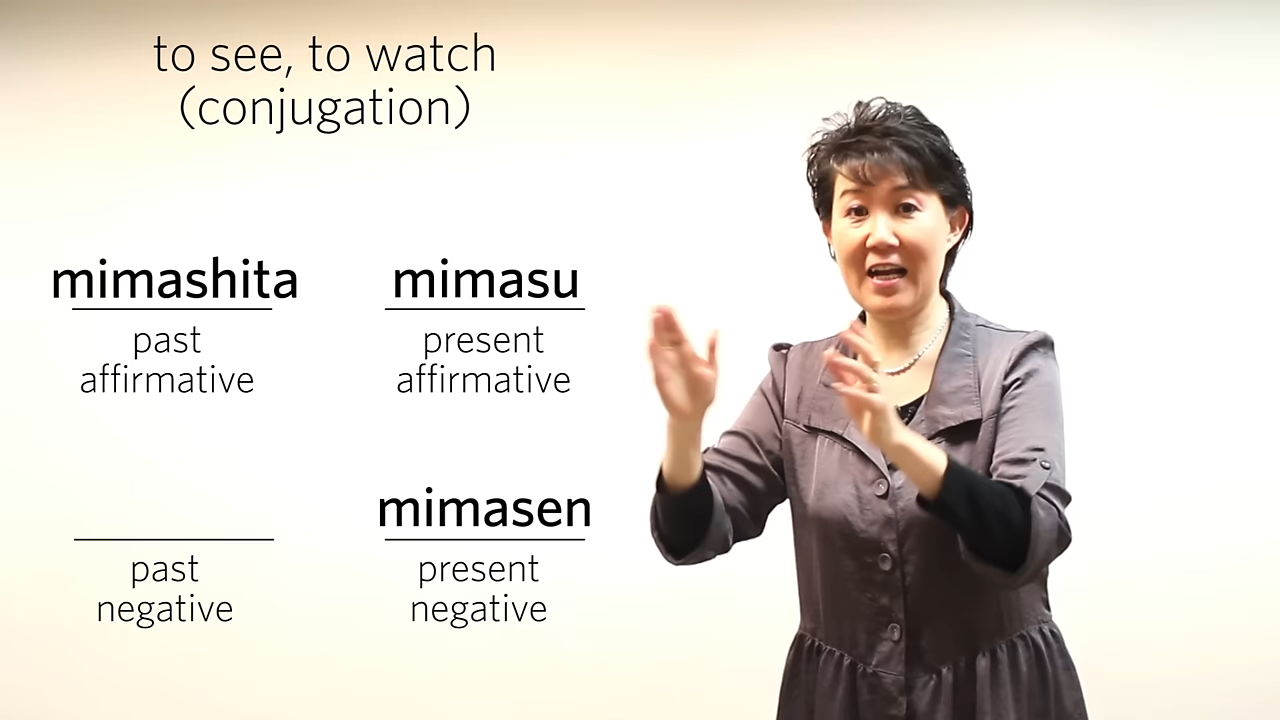 to see, to watch
(conjugation)
mimashita
past
affirmative
mimasu
present
affirmative
past
negative
mimasen
present
negative